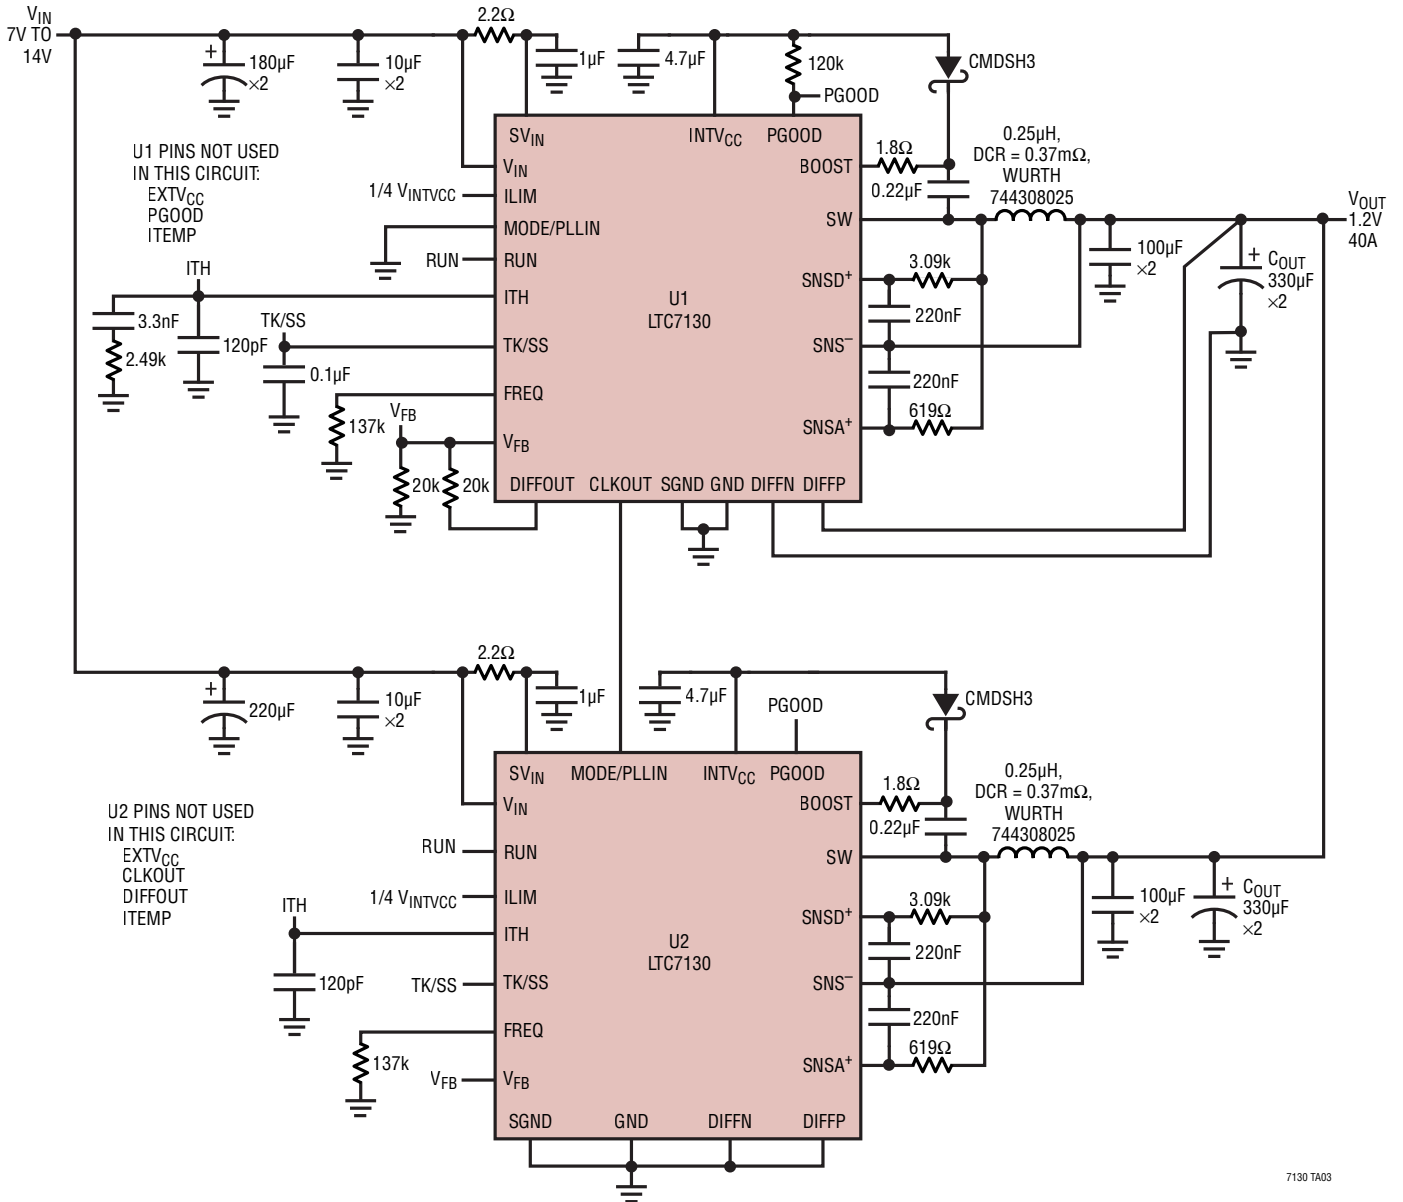 VIN
7V TO
14V
180µF
×2
10µF
×2
2.2Ω
1µF
4.7µF
120k
PGOOD
CMDSH3
U1 PINS NOT USED
IN THIS CIRCUIT:
EXTVCC
PGOOD
ITEMP
SVIN
INTVCC
PGOOD
VIN
1/4 VINTVCC
ILIM
MODE/PLLIN
RUN
RUN
ITH
ITH
3.3nF
2.49k
120pF
TK/SS
TK/SS
0.1µF
FREQ
137k
VFB
VFB
20k
20k
DIFFOUT
CLKOUT
SGND
GND
DIFFN
DIFFP
U1
LTC7130
BOOST
1.8Ω
0.22µF
SW
0.25µH,
DCR = 0.37mΩ,
WURTH
744308025
SNSD+
3.09k
220nF
SNS–
220nF
SNSA+
619Ω
100µF
×2
COUT
330µF
×2
VOUT
1.2V
40A
220µF
10µF
×2
2.2Ω
1µF
4.7µF
PGOOD
CMDSH3
U2 PINS NOT USED
IN THIS CIRCUIT:
EXTVCC
CLKOUT
DIFFOUT
ITEMP
SVIN
MODE/PLLIN
INTVCC
PGOOD
VIN
RUN
RUN
1/4 VINTVCC
ILIM
ITH
ITH
120pF
TK/SS
TK/SS
FREQ
137k
VFB
VFB
SGND
GND
DIFFN
DIFFP
U2
LTC7130
BOOST
1.8Ω
0.22µF
SW
0.25µH,
DCR = 0.37mΩ,
WURTH
744308025
SNSD+
3.09k
220nF
SNS–
220nF
SNSA+
619Ω
100µF
×2
COUT
330µF
×2
7130 TA03